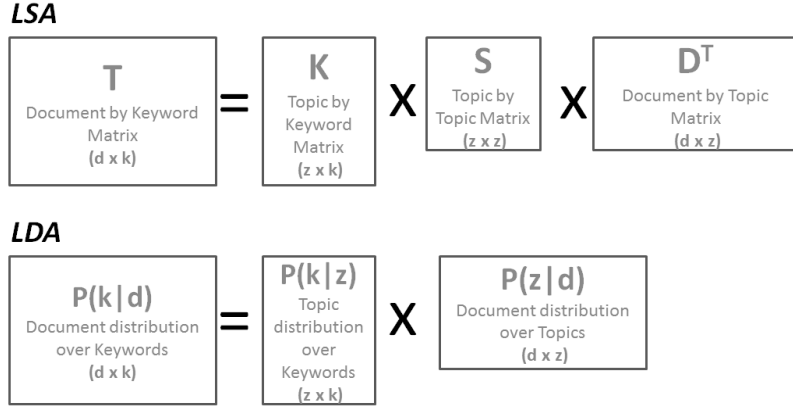 LSA
T
Document by Keyword
Matrix
(d x k)
=
K
Topic by
Keyword
Matrix
(z x k)
X
S
Topic by
Topic Matrix
(z x z)
X
Dᵀ
Document by Topic
Matrix
(d x z)
LDA
P(k|d)
Document distribution
over Keywords
(d x k)
=
P(k|z)
Topic
distribution
over
Keywords
(z x k)
X
P(z|d)
Document distribution
over Topics
(d x z)